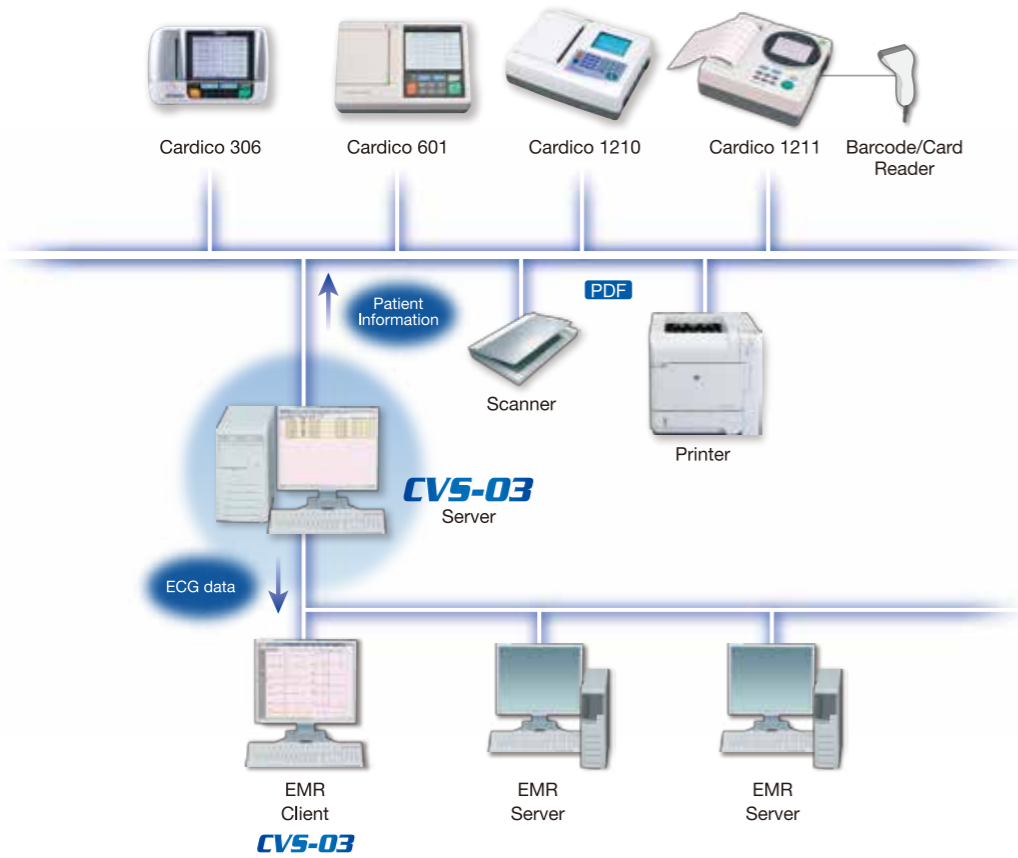 Cardico 306
Cardico 601
Cardico 1210
Cardico 1211
Barcode/Card
Reader
Patient
Information
PDF
Scanner
Printer
CVS-03
Server
ECG data
EMR
Client
CVS-03
EMR
Server
EMR
Server